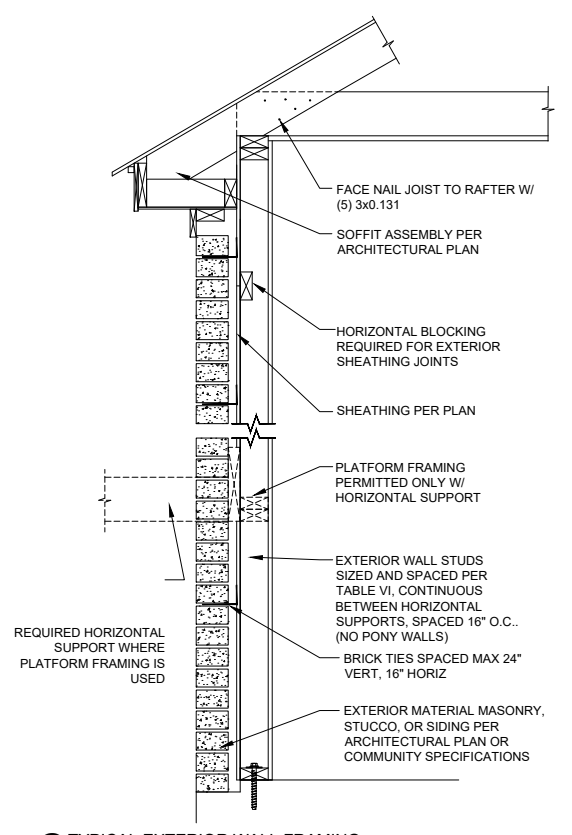 FACE NAIL JOIST TO RAFTER W/
(5) 3x0.131
SOFFIT ASSEMBLY PER
ARCHITECTURAL PLAN
HORIZONTAL BLOCKING
REQUIRED FOR EXTERIOR
SHEATHING JOINTS
SHEATHING PER PLAN
PLATFORM FRAMING
PERMITTED ONLY W/
HORIZONTAL SUPPORT
EXTERIOR WALL STUDS
SIZED AND SPACED PER
TABLE VI, CONTINUOUS
BETWEEN HORIZONTAL
SUPPORTS, SPACED 16" O.C..
(NO PONY WALLS)
REQUIRED HORIZONTAL
SUPPORT WHERE
PLATFORM FRAMING IS
USED
BRICK TIES SPACED MAX 24"
VERT, 16" HORIZ
EXTERIOR MATERIAL MASONRY,
STUCCO, OR SIDING PER
ARCHITECTURAL PLAN OR
COMMUNITY SPECIFICATIONS
TYPICAL EXTERIOR WALL FRAMING